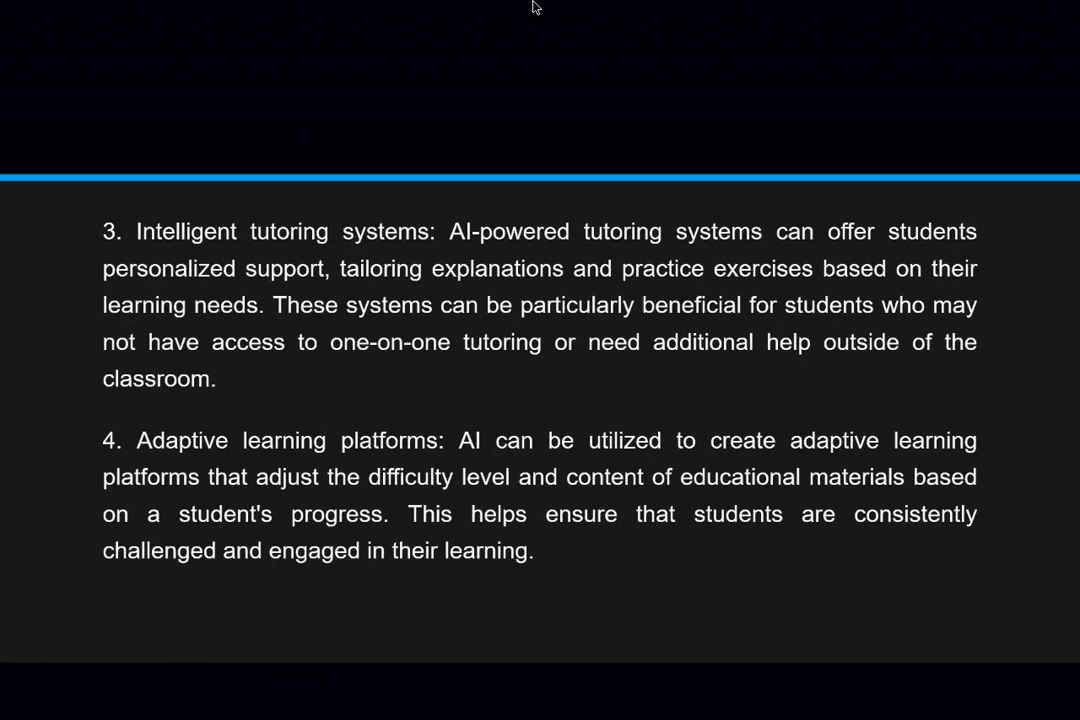 3. Intelligent tutoring systems: AI-powered tutoring systems can offer students
personalized support, tailoring explanations and practice exercises based on their
learning needs. These systems can be particularly beneficial for students who may
not have access to one-on-one tutoring or need additional help outside of the
classroom.
4. Adaptive learning platforms: AI can be utilized to create adaptive learning
platforms that adjust the difficulty level and content of educational materials based
on a student's progress. This helps ensure that students are consistently
challenged and engaged in their learning.